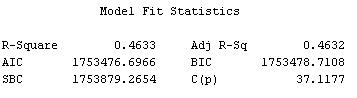 Model Fit Statistics
R-Square 0.4633 Adj R-Sq 0.4632
AIC 1753476.6966 BIC 1753478.7108
SBC 1753879.2654 C(p) 37.1177